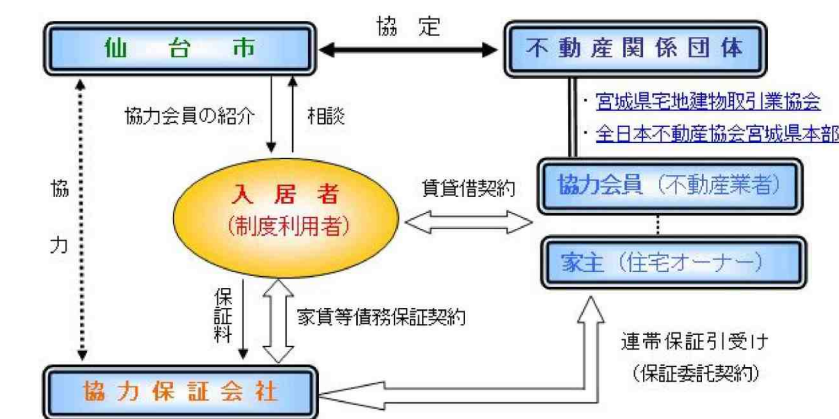 仙台市
協定
不動産関係団体
・宮城県宅地建物取引業協会
・全日本不動産協会宮城県本部
協力会員の紹介
相談
協力
入居者
(制度利用者)
賃貸借契約
協力会員(不動産業者)
家主(住宅オーナー)
保証料
家賃等債務保証契約
連帯保証引受け
(保証委託契約)
協力保証会社